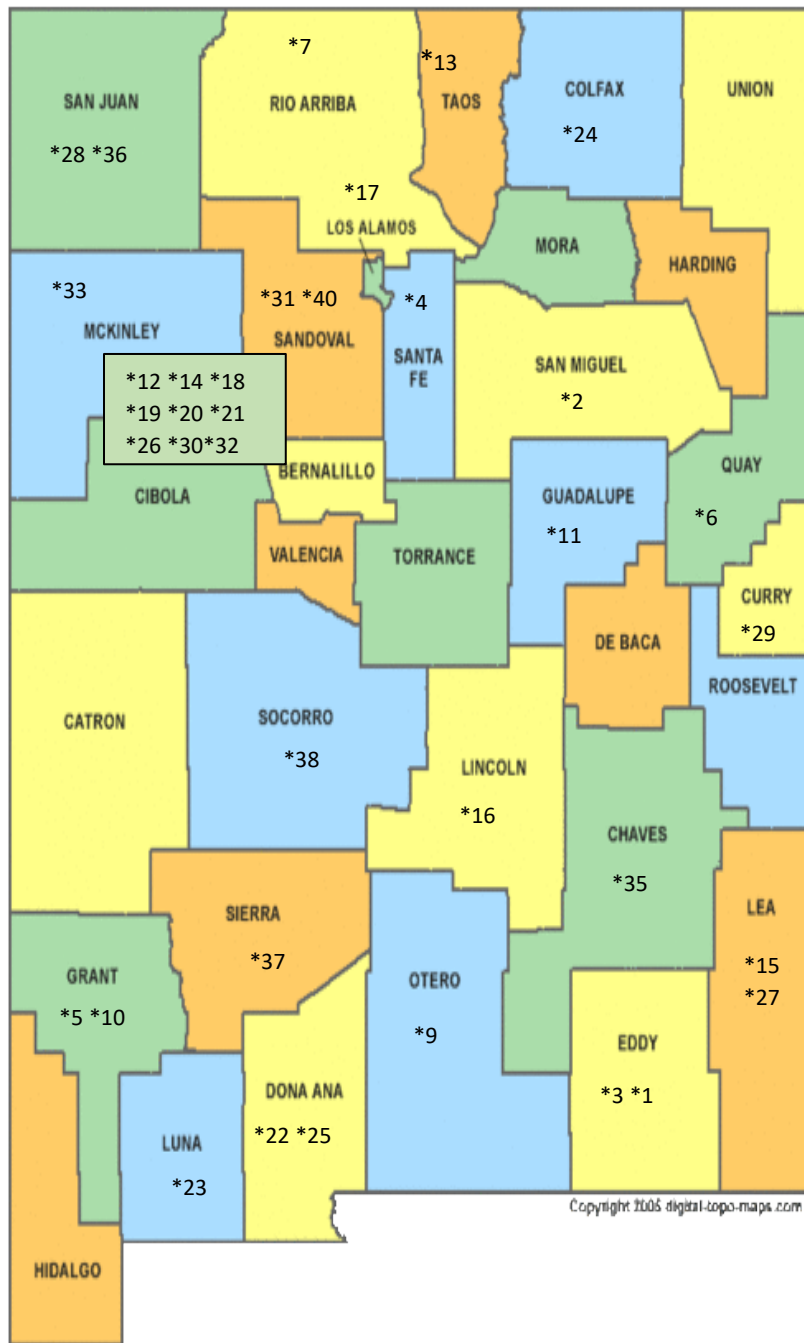 *7
*13
SAN JUAN
RIO ARRIBA
TAOS
COLFAX
UNION
*28 *36
*24
*17
LOS ALAMOS
MORA
HARDING
*33
*31 *40
*4
MCKINLEY
SANDOVAL
SANTA
FE
SAN MIGUEL
*2
*12 *14 *18
*19 *20 *21
*26 *30*32
BERNALILLO
QUAY
CIBOLA
GUADALUPE
*6
*11
VALENCIA
TORRANCE
CURRY
*29
DE BACA
ROOSEVELT
CATRON
SOCORRO
*38
LINCOLN
*16
CHAVES
*35
SIERRA
LEA
*37
*15
*27
GRANT
OTERO
*5 *10
*9
EDDY
*3 *1
DONA ANA
*22 *25
LUNA
*23
Copyright 2005 digital-topo-maps.com
HIDALGO